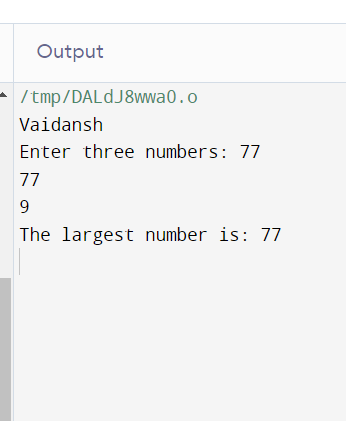 Output
/tmp/DALdJ8wwa0.o
Vaidansh
Enter three numbers: 77
77
9
The largest number is: 77